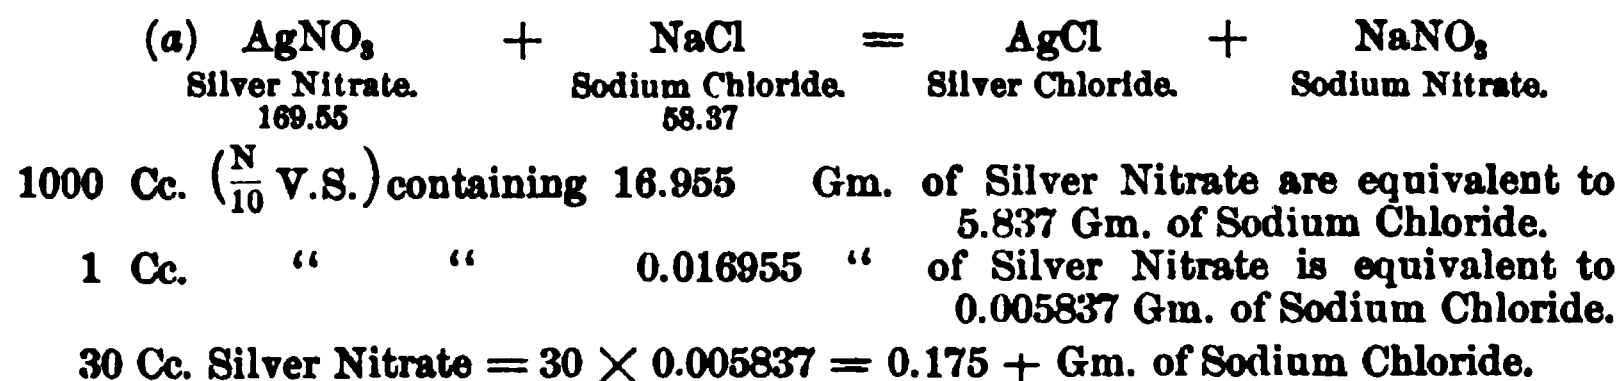 (a) AgNO₃ + NaCl = AgCl + NaNO₃
Silver Nitrate. Sodium Chloride. Silver Chloride. Sodium Nitrate.
169.55 58.37
1000 Cc. (N/10 V.S.) containing 16.955 Gm. of Silver Nitrate are equivalent to
5.837 Gm. of Sodium Chloride.
1 Cc. “ “ 0.016955 “ of Silver Nitrate is equivalent to
0.005837 Gm. of Sodium Chloride.
30 Cc. Silver Nitrate = 30 × 0.005837 = 0.175 + Gm. of Sodium Chloride.